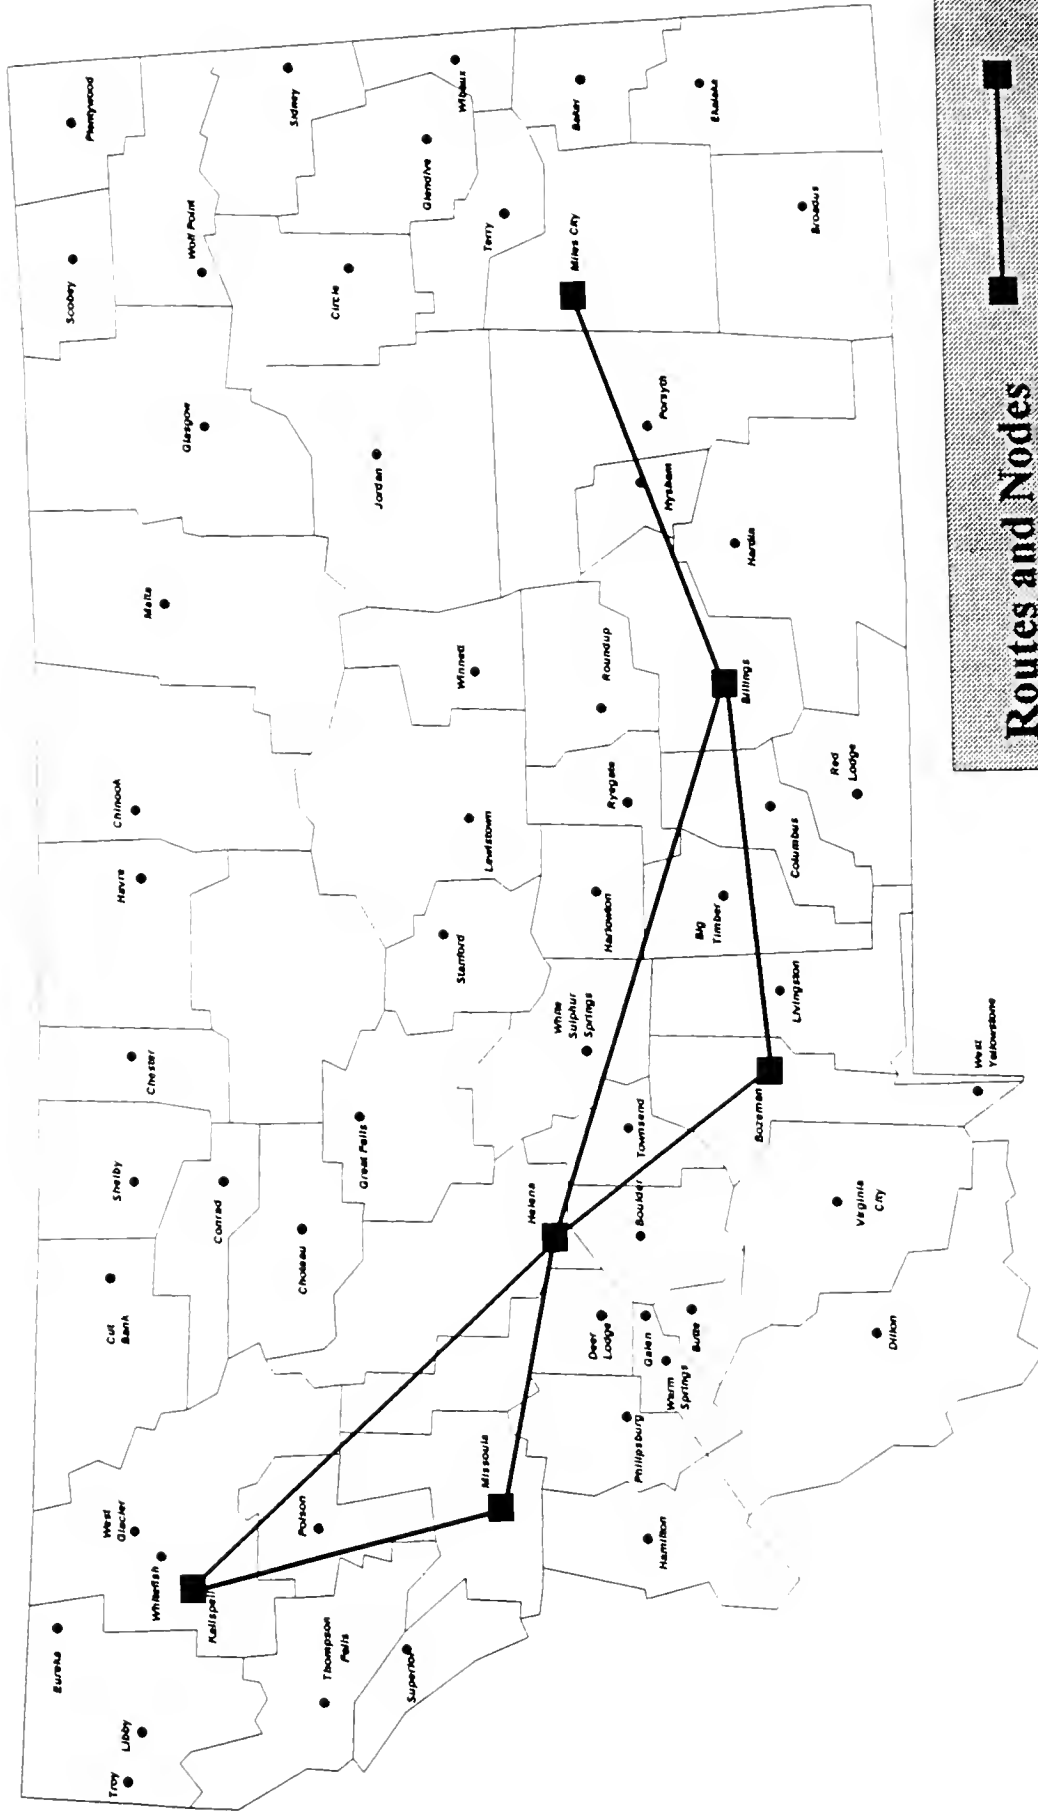 Plentywood
Scobey
Wolf Point
Sidney
Circle
Glendive
Wibaux
Terry
Miles City
Baker
Ekalaka
Broadus
Glasgow
Jordan
Forsyth
Hysham
Hardin
Malta
Winnett
Roundup
Billings
Chinook
Havre
Lewistown
Stanford
Ryegate
Harlowton
Big
Timber
Columbus
Red
Lodge
Chester
Shelby
Conrad
Great Falls
Choteau
White
Sulphur
Springs
Livingston
Bozeman
West
Yellowstone
Townsend
Helena
Boulder
Virginia
City
Cut
Bank
Deer
Lodge
Galen
Butte
Warm
Springs
Dillon
Philipsburg
Missoula
Hamilton
West
Glacier
Whitefish
Kalispell
Polson
Eureka
Libby
Troy
Thompson
Falls
Superior
Routes and Nodes